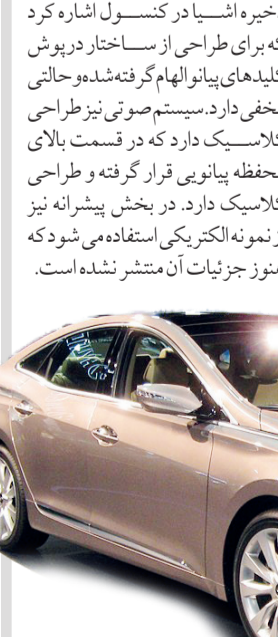 خیره اشیا در کنسول اشاره کرد
که برای طراحی از ساختار درپوش
کلیدهای پیانو الهام گرفته شده و حالتی
مخفی دارد. سیستم صوتی نیز طراحی
کلاسیک دارد که در قسمت بالای
محفظه پیانویی قرار گرفته و طراحی
کلاسیک دارد. در بخش پیشرانه نیز
از نمونه الکتریکی استفاده می شود که
هنوز جزئیات آن منتشر نشده است.